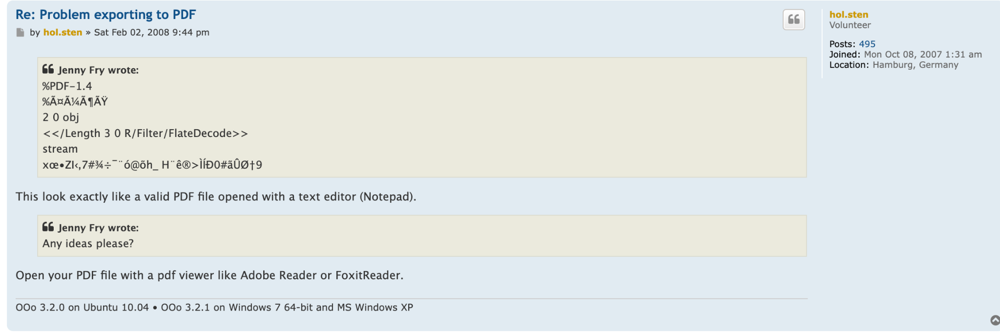 Re: Problem exporting to PDF
by hol.sten » Sat Feb 02, 2008 9:44 pm
Jenny Fry wrote:
%PDF-1.4
%Ã¤Ã¼Ã¶ÃŸ
2 0 obj
<</Length 3 0 R/Filter/FlateDecode>>
stream
xœ•ZI‹,7#¾÷¯¨ó@õh_ H¨ê®>ÌÍÐ0#ãÛØ†9
This look exactly like a valid PDF file opened with a text editor (Notepad).
Jenny Fry wrote:
Any ideas please?
Open your PDF file with a pdf viewer like Adobe Reader or FoxitReader.
OOo 3.2.0 on Ubuntu 10.04 • OOo 3.2.1 on Windows 7 64-bit and MS Windows XP
hol.sten
Volunteer
Posts: 495
Joined: Mon Oct 08, 2007 1:31 am
Location: Hamburg, Germany